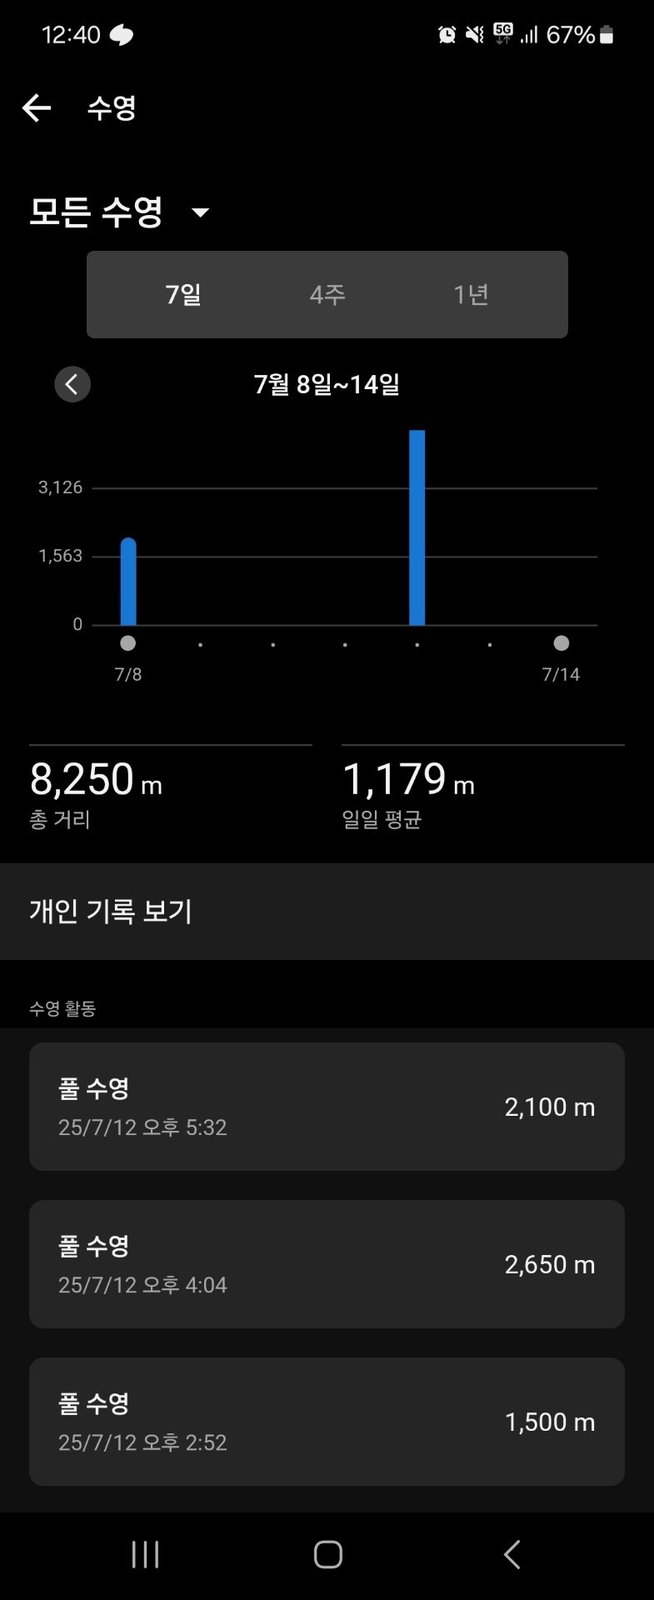 12:40
5G
67%
수영
모든 수영
7일 4주 1년
7월 8일~14일
3,126
1,563
0
7/8 7/14
8,250 m 1,179 m
총 거리 일일 평균
개인 기록 보기
수영 활동
풀 수영
25/7/12 오후 5:32
2,100 m
풀 수영
25/7/12 오후 4:04
2,650 m
풀 수영
25/7/12 오후 2:52
1,500 m